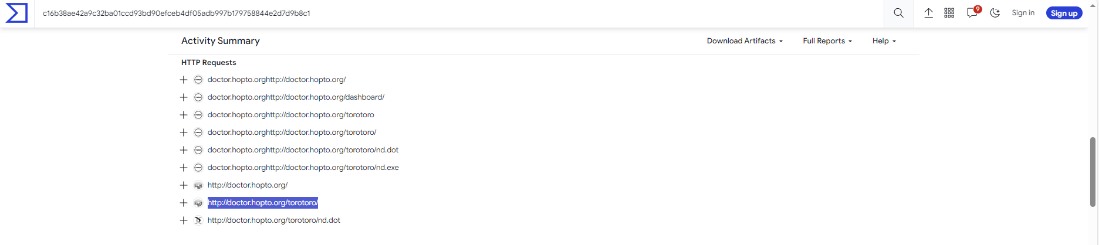 c16b38ae42a9c32ba01ccd93bd90efceb4df05adb997b179758844e2d7d9b8c1
9
Sign in
Sign up
Activity Summary
Download Artifacts
Full Reports
Help
HTTP Requests
doctor.hopto.orghttp://doctor.hopto.org/
doctor.hopto.orghttp://doctor.hopto.org/dashboard/
doctor.hopto.orghttp://doctor.hopto.org/torotoro
doctor.hopto.orghttp://doctor.hopto.org/torotoro/
doctor.hopto.orghttp://doctor.hopto.org/torotoro/nd.dot
doctor.hopto.orghttp://doctor.hopto.org/torotoro/nd.exe
http://doctor.hopto.org/
http://doctor.hopto.org/torotoro/
http://doctor.hopto.org/torotoro/nd.dot